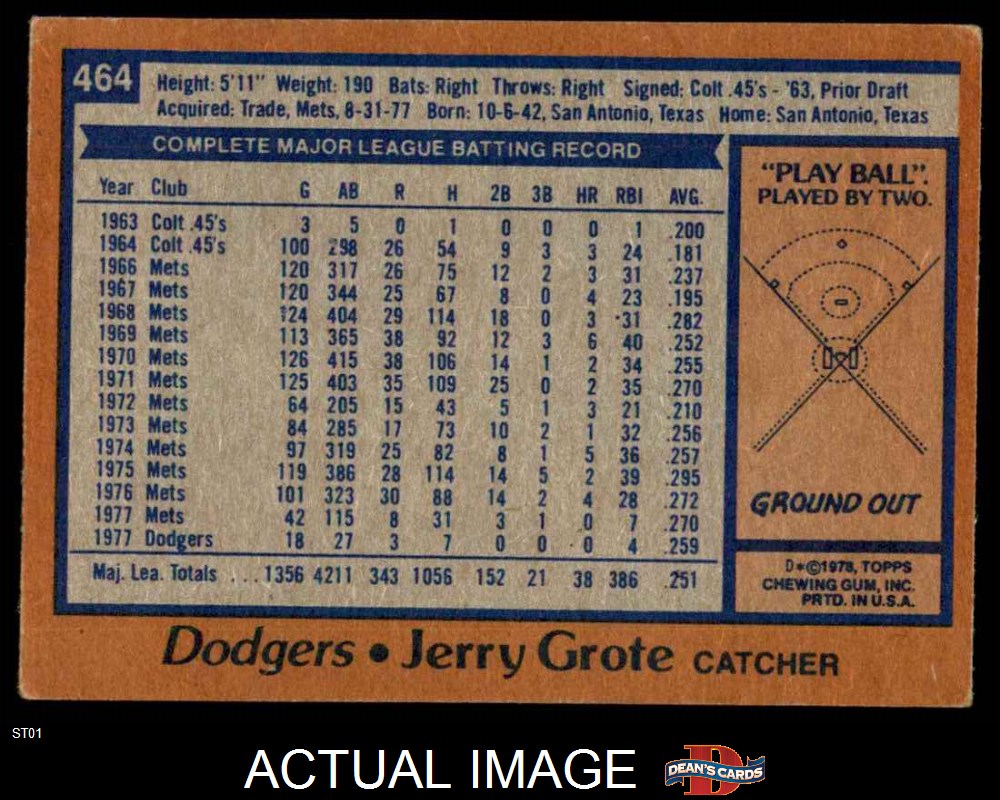 464
Height: 5'11" Weight: 190 Bats: Right Throws: Right Signed: Colt .45's - '63, Prior Draft
Acquired: Trade, Mets, 8-31-77 Born: 10-6-42, San Antonio, Texas Home: San Antonio, Texas
COMPLETE MAJOR LEAGUE BATTING RECORD
Year Club G AB R H 2B 3B HR RBI AVG.
1963 Colt .45's 3 5 0 1 0 0 0 1 .200
1964 Colt .45's 100 298 26 54 9 3 3 24 .181
1966 Mets 120 317 26 75 12 2 3 31 .237
1967 Mets 120 344 25 67 8 0 4 23 .195
1968 Mets 124 404 29 114 18 0 3 31 .282
1969 Mets 113 365 38 92 12 3 6 40 .252
1970 Mets 126 415 38 106 14 1 2 34 .255
1971 Mets 125 403 35 109 25 0 2 35 .270
1972 Mets 64 205 15 43 5 1 3 21 .210
1973 Mets 84 285 17 73 10 2 1 32 .256
1974 Mets 97 319 25 82 8 1 5 36 .257
1975 Mets 119 386 28 114 14 5 2 39 .295
1976 Mets 101 323 30 88 14 2 4 28 .272
1977 Mets 42 115 8 31 3 1 0 7 .270
1977 Dodgers 18 27 3 7 0 0 0 4 .259
Maj. Lea. Totals ...1356 4211 343 1056 152 21 38 386 .251
"PLAY BALL".
PLAYED BY TWO.
GROUND OUT
D*©1978, TOPPS
CHEWING GUM, INC.
PRTD. IN U.S.A.
Dodgers • Jerry Grote CATCHER
ST01
ACTUAL IMAGE
D
DEAN'S CARDS